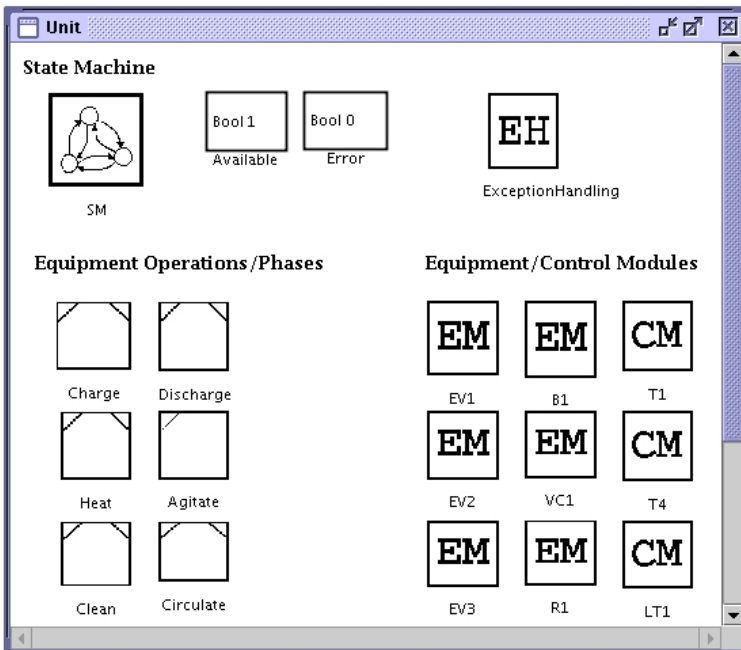 Unit
State Machine
Bool 1
Bool 0
EH
Available
Error
SM
ExceptionHandling
Equipment Operations/Phases
Equipment/Control Modules
EM
EM
CM
Charge
Discharge
EV1
B1
T1
EM
EM
CM
Heat
Agitate
EV2
VC1
T4
EM
EM
CM
Clean
Circulate
EV3
R1
LT1